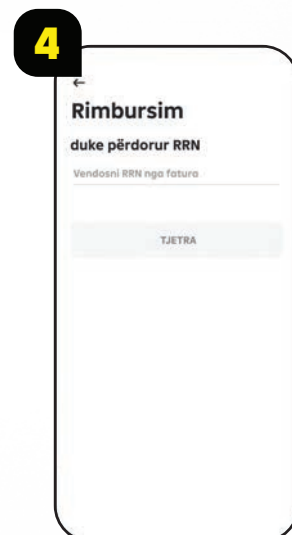 4
←
Rimbursim
duke përdorur RRN
Vendosni RRN nga fatura
TJETRA